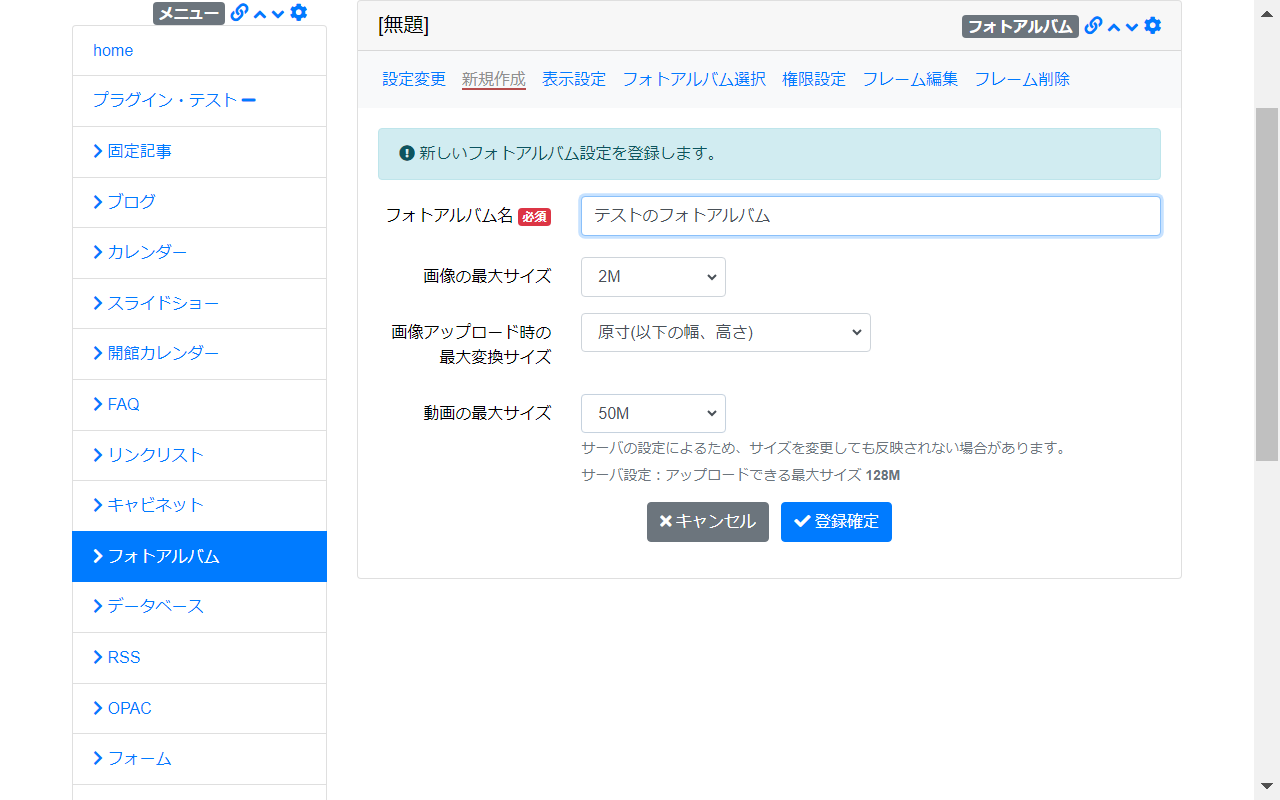 メニュー
home
プラグイン・テスト
固定記事
ブログ
カレンダー
スライドショー
開館カレンダー
FAQ
リンクリスト
キャビネット
フォトアルバム
データベース
RSS
OPAC
フォーム
[無題]
フォトアルバム
設定変更 新規作成 表示設定 フォトアルバム選択 権限設定 フレーム編集 フレーム削除
新しいフォトアルバム設定を登録します。
フォトアルバム名 必須 テストのフォトアルバム
画像の最大サイズ 2M
画像アップロード時の 原寸(以下の幅、高さ)
最大変換サイズ
動画の最大サイズ 50M
サーバの設定によるため、サイズを変更しても反映されない場合があります。
サーバ設定：アップロードできる最大サイズ 128M
キャンセル 登録確定